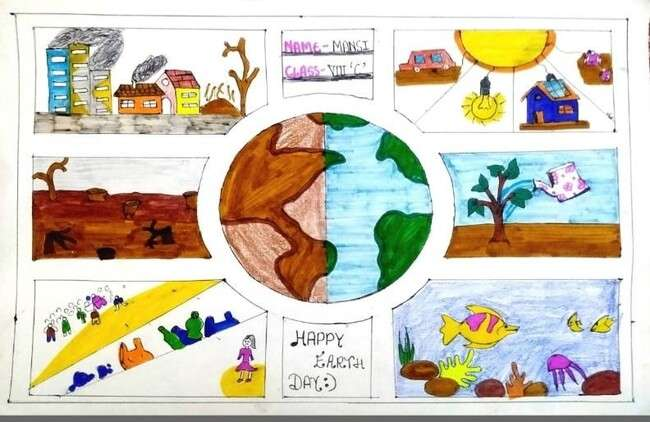 NAME-MANSI
CLASS-VII 'C'
HAPPY
EARTH
DAY:)